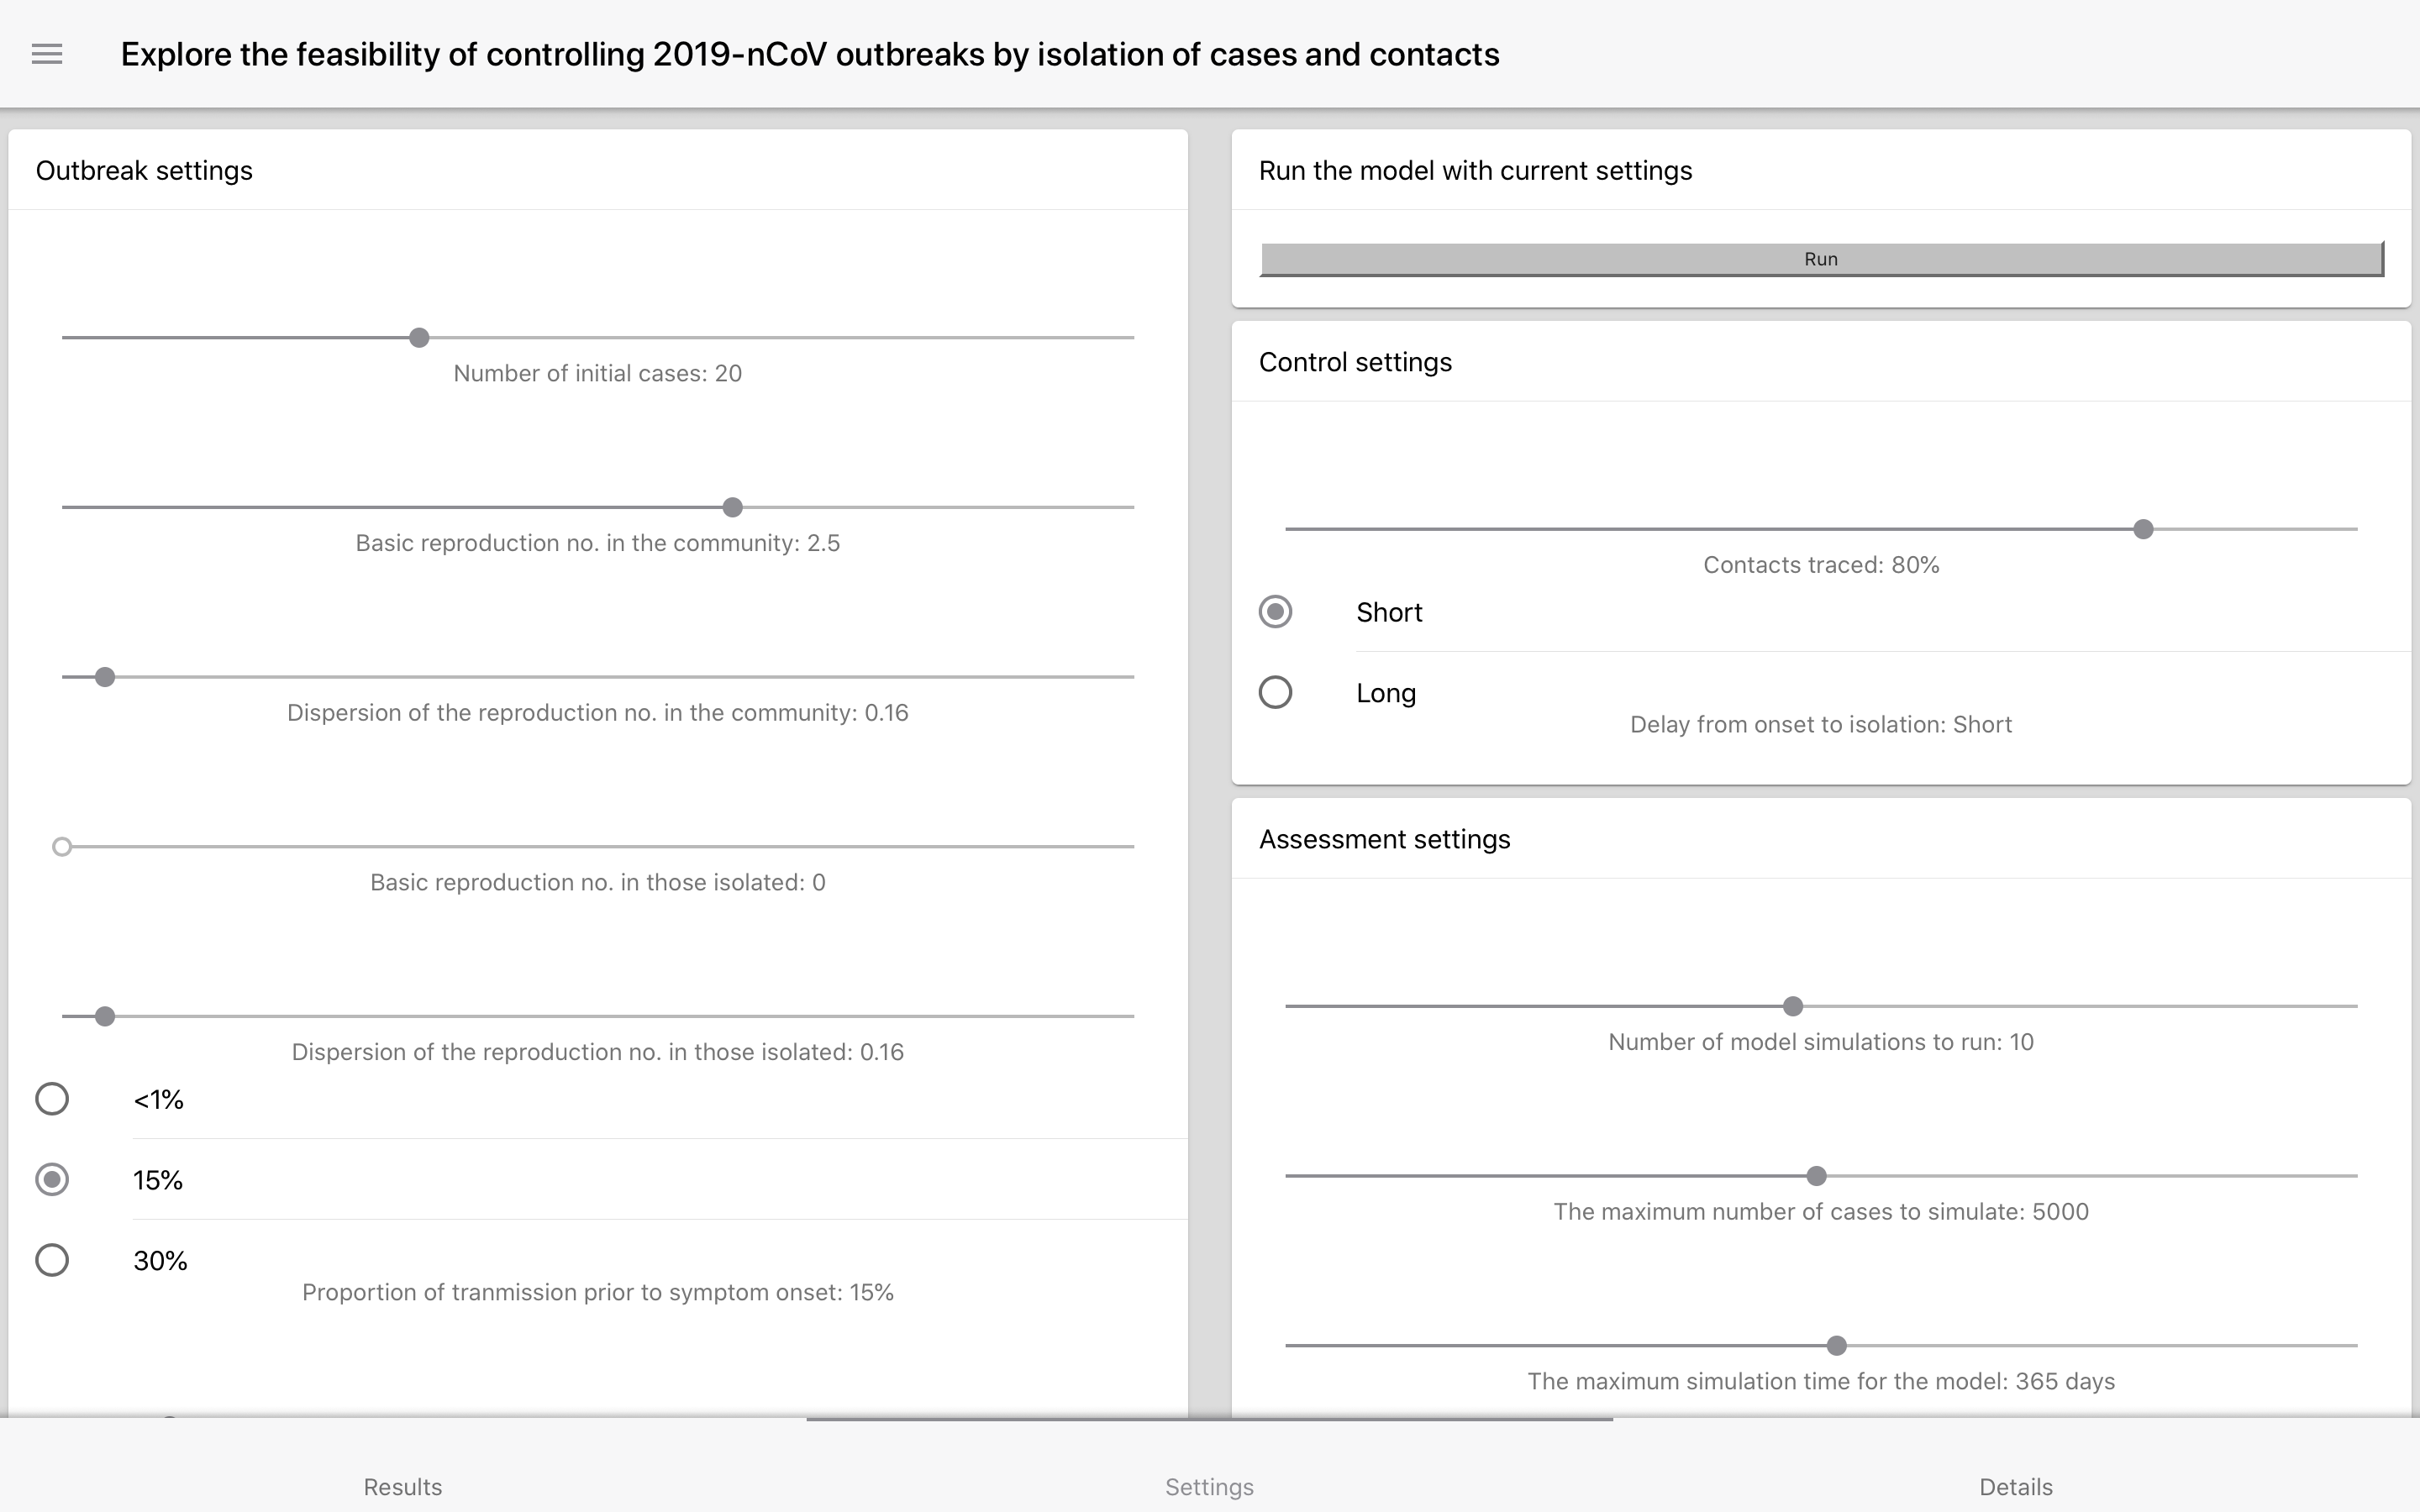 Explore the feasibility of controlling 2019-nCoV outbreaks by isolation of cases and contacts
Outbreak settings
Number of initial cases: 20
Basic reproduction no. in the community: 2.5
Dispersion of the reproduction no. in the community: 0.16
Basic reproduction no. in those isolated: 0
Dispersion of the reproduction no. in those isolated: 0.16
<1%
15%
30%
Proportion of tranmission prior to symptom onset: 15%
Run the model with current settings
Run
Control settings
Contacts traced: 80%
Short
Long
Delay from onset to isolation: Short
Assessment settings
Number of model simulations to run: 10
The maximum number of cases to simulate: 5000
The maximum simulation time for the model: 365 days
Results
Settings
Details